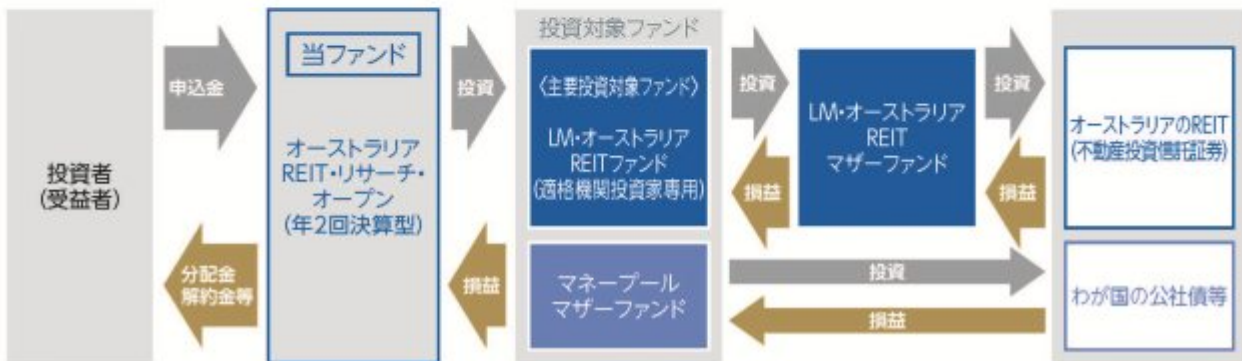 投資者
(受益者)
申込金
分配金
解約金等
当ファンド
オーストラリア
REIT・リサーチ・
オープン
(年2回決算型)
投資
損益
投資対象ファンド
〈主要投資対象ファンド〉
LM・オーストラリア
REITファンド
(適格機関投資家専用)
マネープール
マザーファンド
投資
損益
LM・オーストラリア
REIT
マザーファンド
投資
損益
投資
損益
オーストラリアのREIT
(不動産投資信託証券)
わが国の公社債等